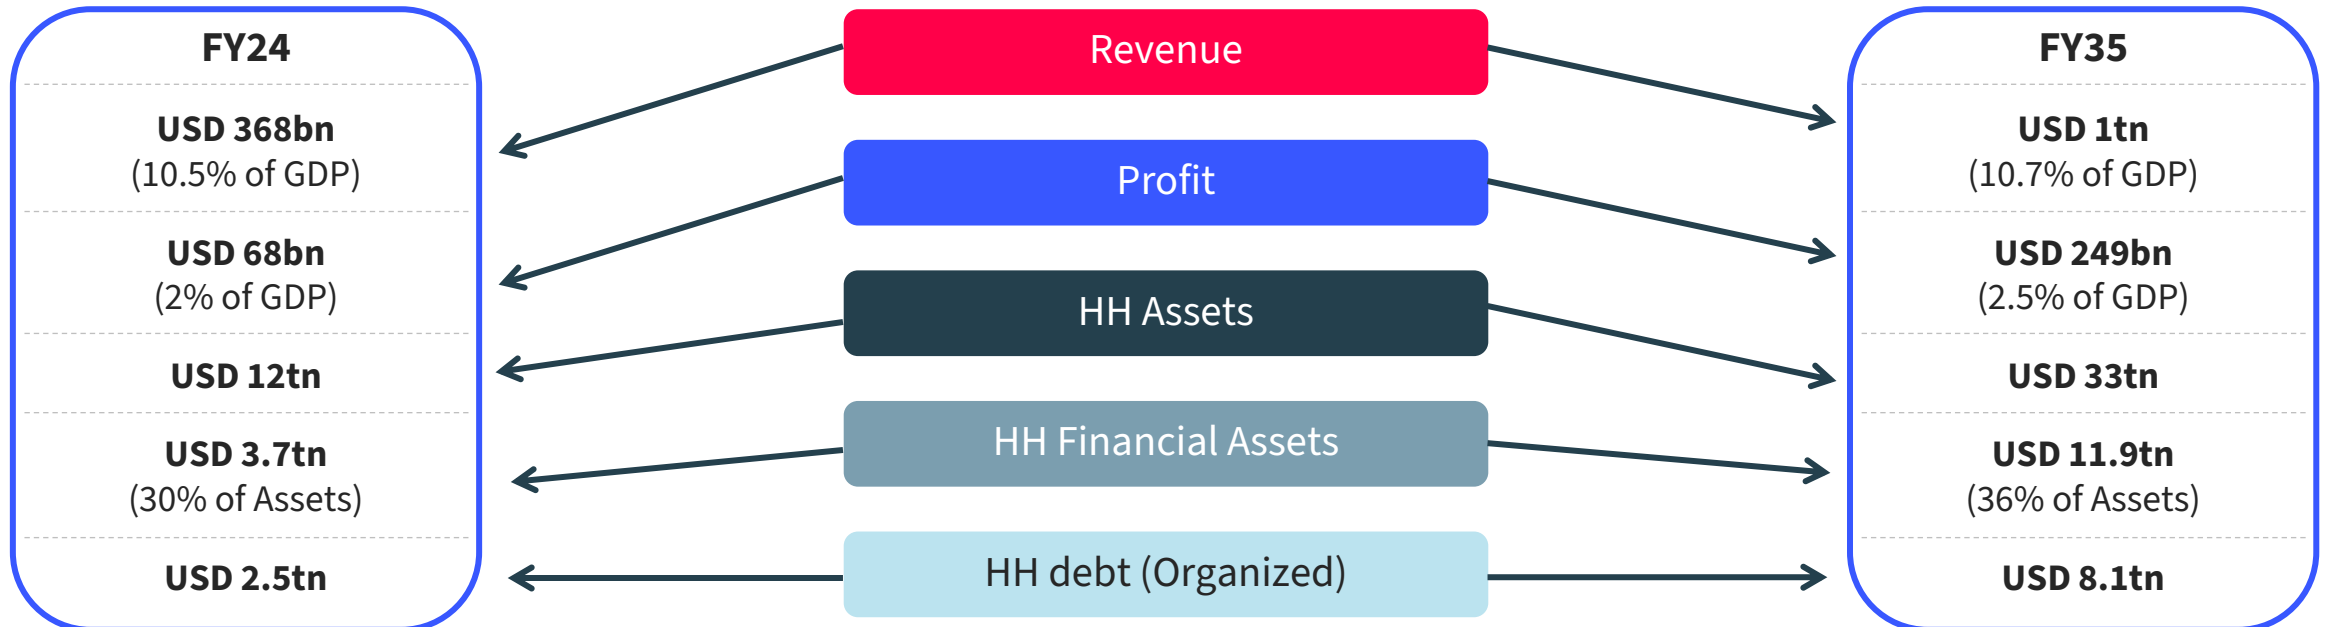 FY24
USD 368bn
(10.5% of GDP)
USD 68bn
(2% of GDP)
USD 12tn
USD 3.7tn
(30% of Assets)
USD 2.5tn
Revenue
Profit
HH Assets
HH Financial Assets
HH debt (Organized)
FY35
USD 1tn
(10.7% of GDP)
USD 249bn
(2.5% of GDP)
USD 33tn
USD 11.9tn
(36% of Assets)
USD 8.1tn